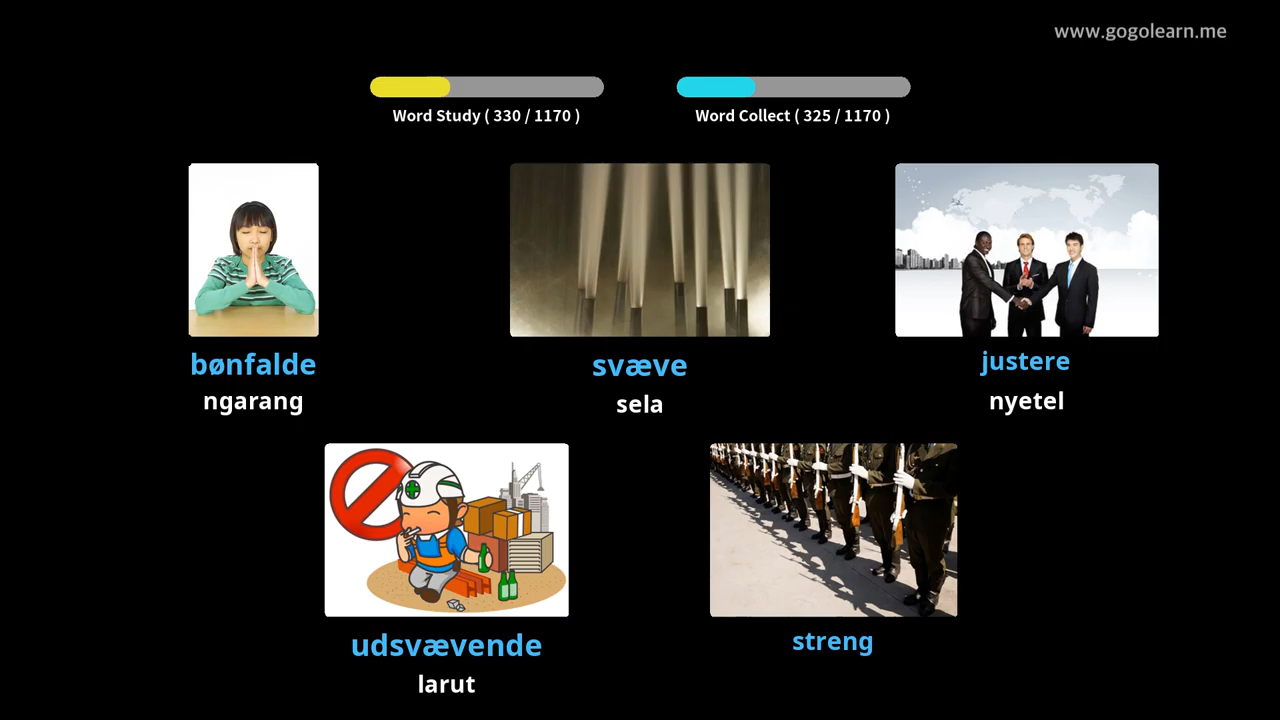 www.gogolearn.me
Word Study ( 330 / 1170 )
Word Collect ( 325 / 1170 )
bønfalde
ngarang
svæve
sela
justere
nyetel
udsvævende
larut
streng